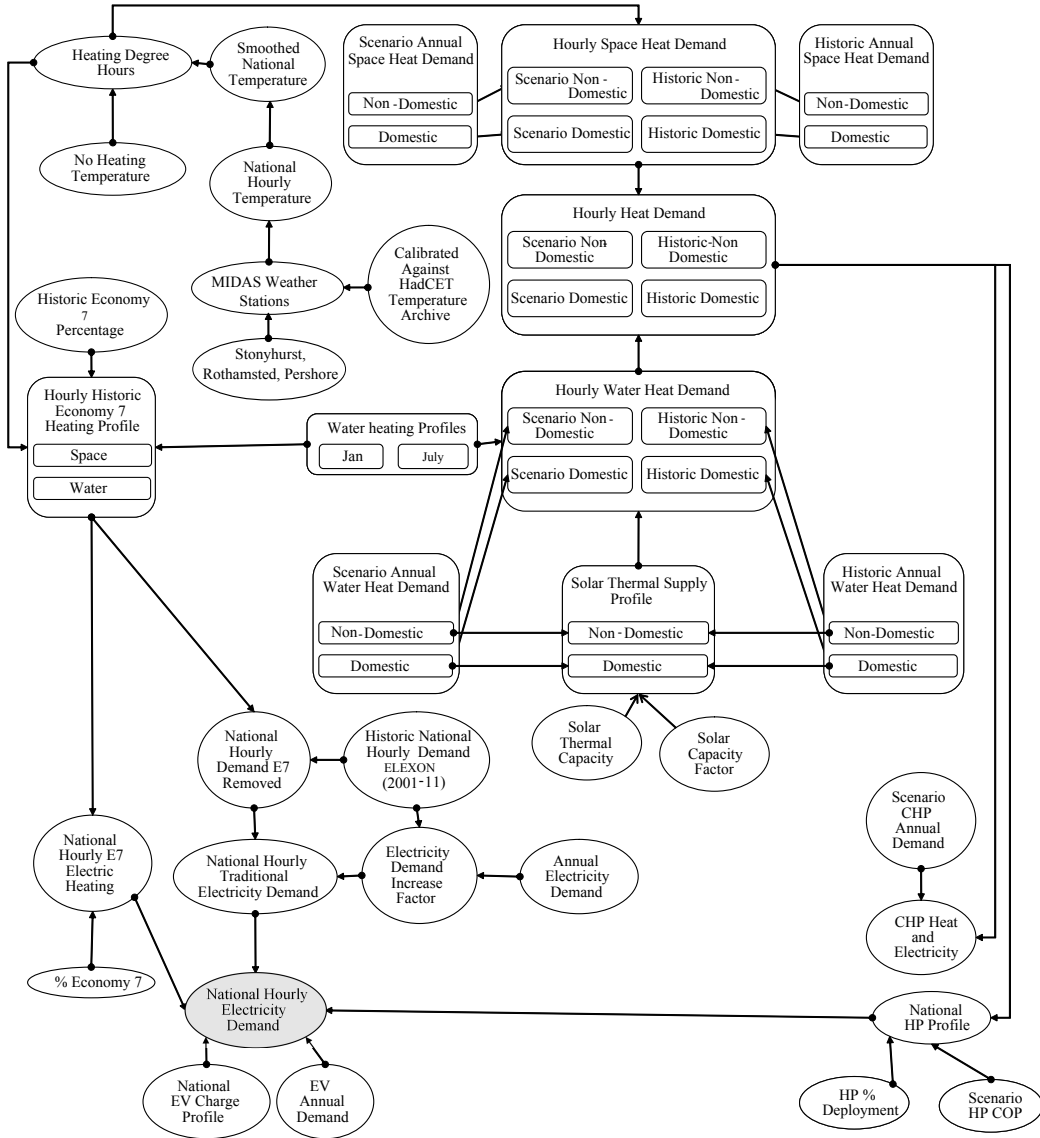 Heating Degree
Hours
Smoothed
National
Temperature
Scenario Annual
Space Heat Demand
Non-Domestic
Domestic
Hourly Space Heat Demand
Scenario Non-
Domestic
Historic Non-
Domestic
Scenario Domestic
Historic Domestic
Historic Annual
Space Heat Demand
Non-Domestic
Domestic
No Heating
Temperature
National
Hourly
Temperature
Hourly Heat Demand
Scenario Non-
Domestic
Historic-Non
Domestic
Scenario Domestic
Historic Domestic
MIDAS Weather
Stations
Calibrated
Against
HadCET
Temperature
Archive
Historic Economy
7
Percentage
Stonyhurst,
Rothamsted, Pershore
Hourly Historic
Economy 7
Heating Profile
Space
Water
Water heating Profiles
Jan
July
Hourly Water Heat Demand
Scenario Non-
Domestic
Historic Non-
Domestic
Scenario Domestic
Historic Domestic
Scenario Annual
Water Heat Demand
Non-Domestic
Domestic
Solar Thermal Supply
Profile
Non-Domestic
Domestic
Historic Annual
Water Heat Demand
Non-Domestic
Domestic
Solar
Thermal
Capacity
Solar
Capacity
Factor
National
Hourly
Demand E7
Removed
Historic National
Hourly Demand
ELEXON
(2001-11)
Scenario
CHP
Annual
Demand
National
Hourly E7
Electric
Heating
National Hourly
Traditional
Electricity Demand
Electricity
Demand
Increase
Factor
Annual
Electricity
Demand
CHP Heat
and
Electricity
% Economy 7
National Hourly
Electricity
Demand
National
HP Profile
National
EV Charge
Profile
EV
Annual
Demand
HP %
Deployment
Scenario
HP COP